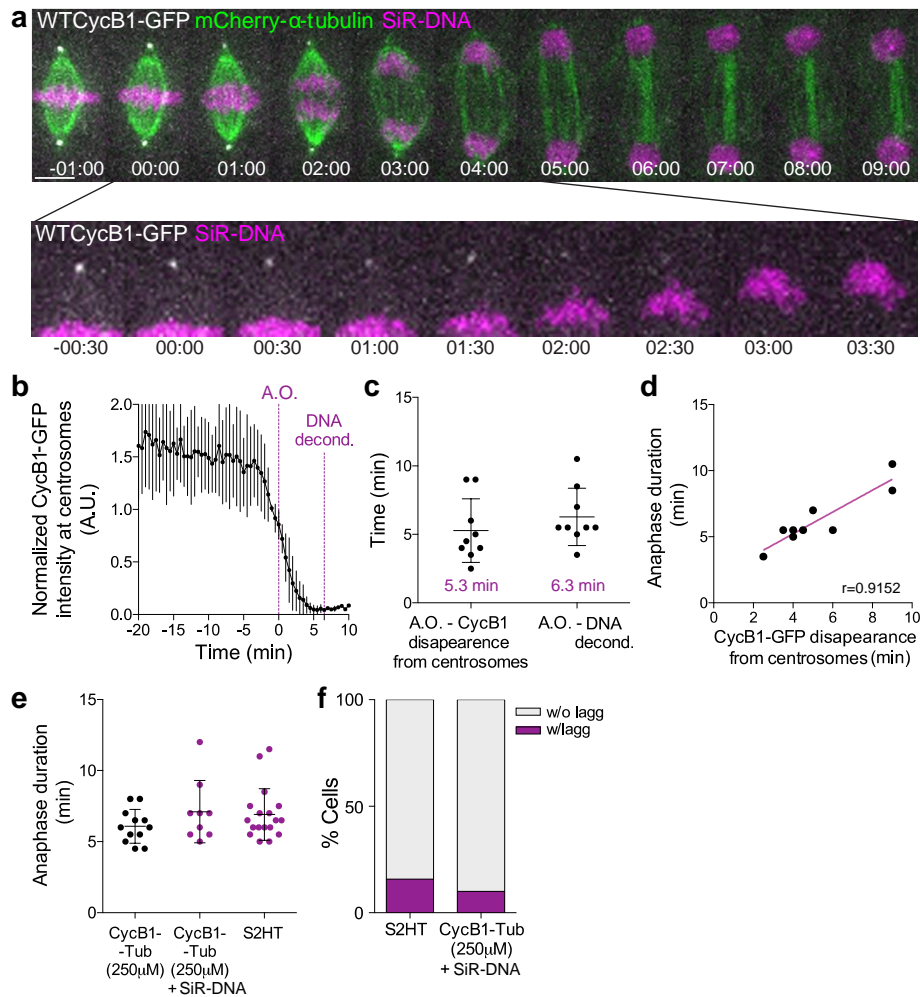 a
WTCycB1-GFP mCherry-α-tubulin SiR-DNA
-01:00 00:00 01:00 02:00 03:00 04:00 05:00 06:00 07:00 08:00 09:00
WTCycB1-GFP SiR-DNA
-00:30 00:00 00:30 01:00 01:30 02:00 02:30 03:00 03:30
b
Normalized CycB1-GFP
intensity at centrosomes
(A.U.)
2.0
1.5
1.0
0.5
0.0
A.O.
DNA
decond.
-20 -15 -10 -5 0 5 10
Time (min)
c
Time (min)
15
10
5
0
5.3 min 6.3 min
A.O. - CycB1
disapearence
from centrosomes
A.O. - DNA
decond.
d
Anaphase duration
(min)
15
10
5
0
r=0.9152
0 2 4 6 8 10
CycB1-GFP disapearance
from centrosomes (min)
e
Anaphase duration
(min)
15
10
5
0
CycB1-
-Tub
(250μM)
CycB1-
-Tub
(250μM)
+ SiR-DNA
S2HT
f
% Cells
100
50
0
w/o lagg
w/lagg
S2HT
CycB1-Tub
(250μM)
+ SiR-DNA